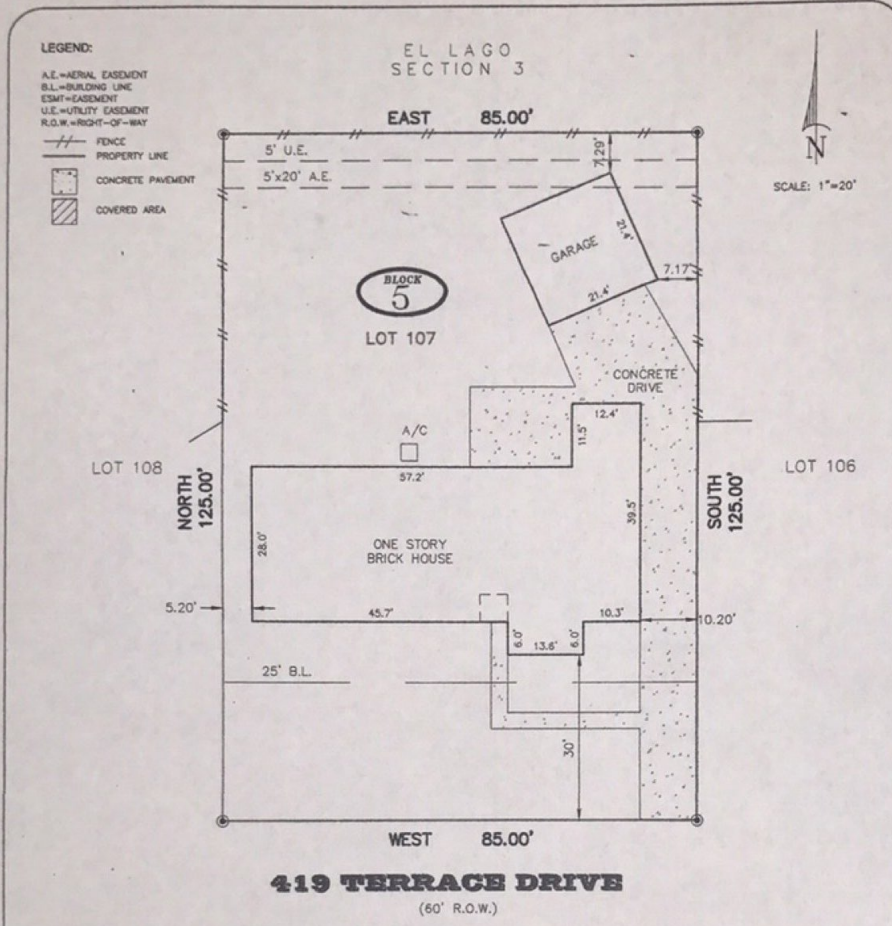 LEGEND:
A.E.=AERIAL EASEMENT
B.L.=BUILDING LINE
ESMT=EASEMENT
U.E.=UTILITY EASEMENT
R.O.W.=RIGHT-OF-WAY
FENCE
PROPERTY LINE
CONCRETE PAVEMENT
COVERED AREA
EL LAGO
SECTION 3
N
SCALE: 1"=20'
EAST 85.00'
5' U.E.
5'x20' A.E.
7.29'
GARAGE
21.4'
21.4'
7.17'
BLOCK
5
LOT 107
CONCRETE
DRIVE
12.4'
11.5'
A/C
57.2'
LOT 108
NORTH
125.00'
28.0'
ONE STORY
BRICK HOUSE
39.5'
SOUTH
125.00'
LOT 106
5.20'
45.7'
6.0'
13.6'
6.0'
10.3'
10.20'
25' B.L.
30'
WEST 85.00'
419 TERRACE DRIVE
(60' R.O.W.)